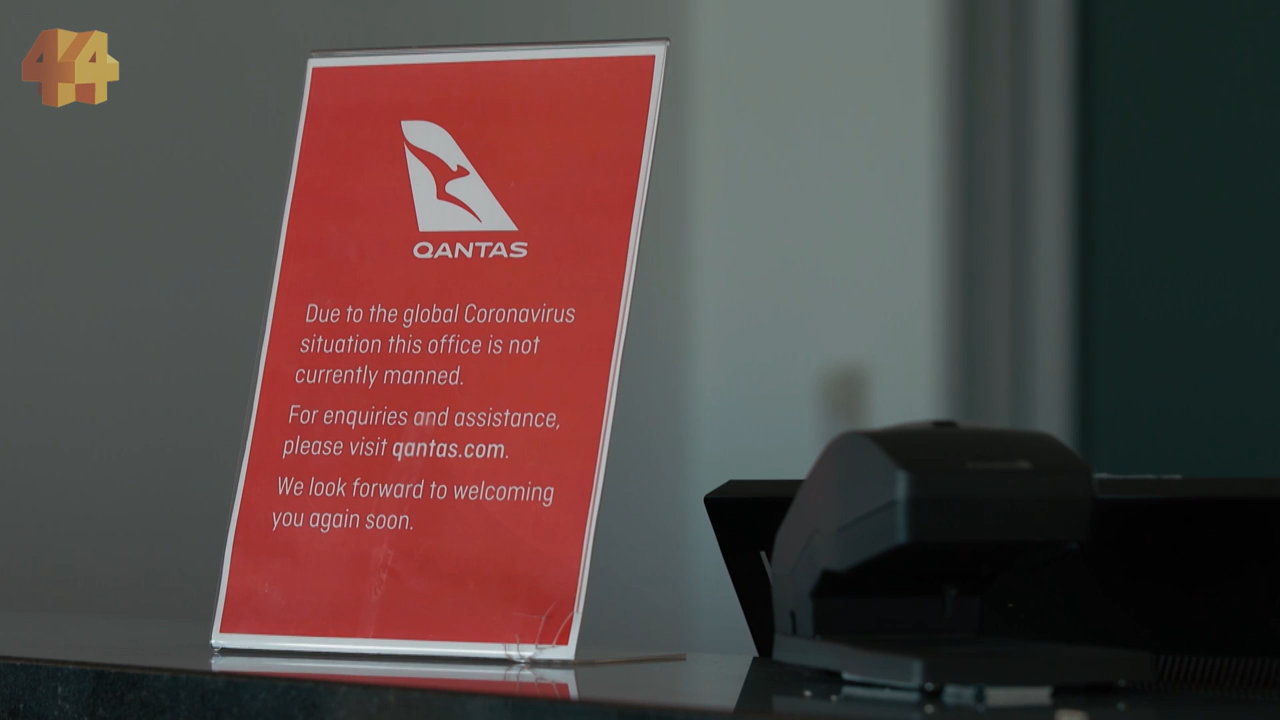 44
QANTAS
Due to the global Coronavirus
situation this office is not
currently manned.
For enquiries and assistance,
please visit qantas.com.
We look forward to welcoming
you again soon.